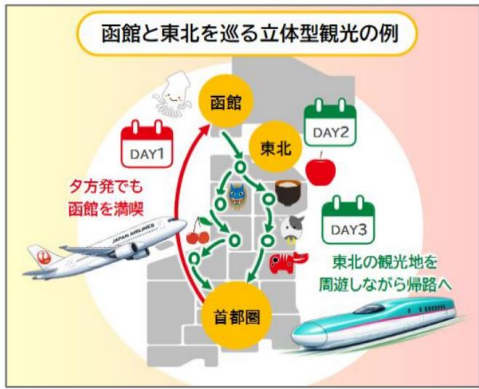 函館と東北を巡る立体型観光の例
函館
DAY1
DAY2
東北
夕方発でも
函館を満喫
JAPAN AIRLINES
DAY3
東北の観光地を
周遊しながら帰路へ
首都圏